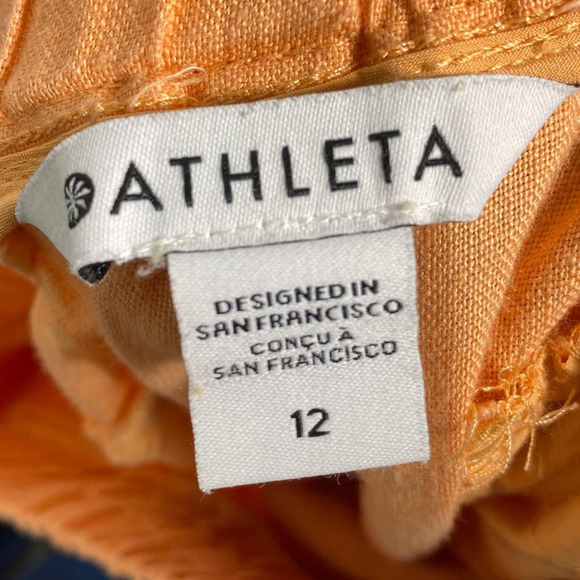 ATHLETA
DESIGNED IN
SAN FRANCISCO
CONÇU À
SAN FRANCISCO
12